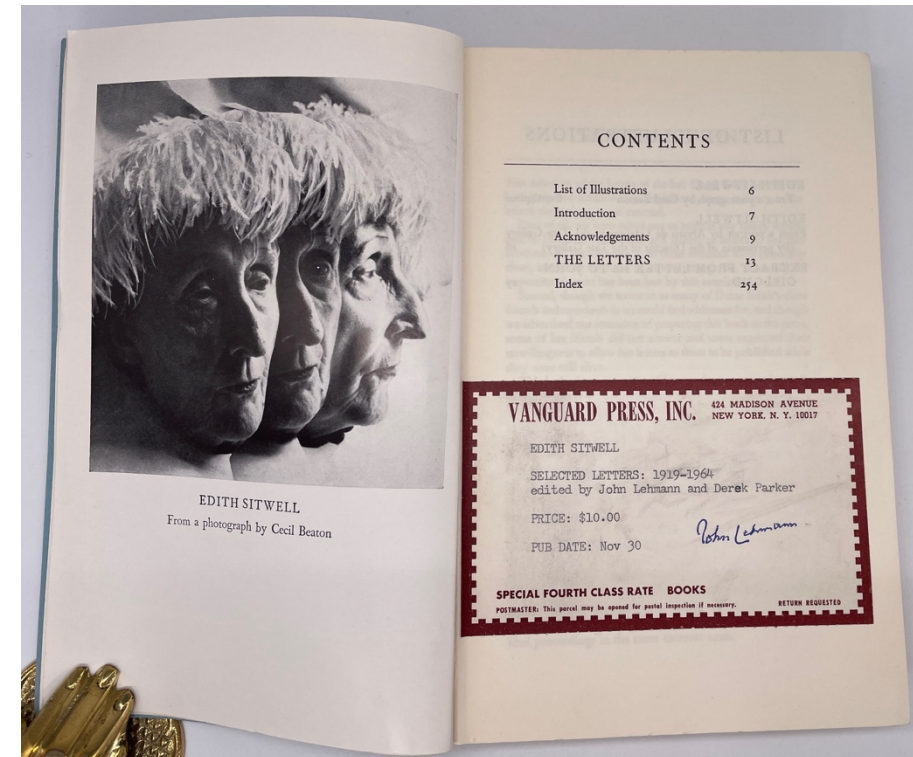 EDITH SITWELL
From a photograph by Cecil Beaton
CONTENTS
List of Illustrations 6
Introduction 7
Acknowledgements 9
THE LETTERS 13
Index 254
VANGUARD PRESS, INC.
424 MADISON AVENUE
NEW YORK, N. Y. 10017
EDITH SITWELL
SELECTED LETTERS: 1919-1964
edited by John Lehmann and Derek Parker
PRICE: $10.00
John Lehmann
PUB DATE: Nov 30
SPECIAL FOURTH CLASS RATE BOOKS
POSTMASTER: This parcel may be opened for postal inspection if necessary.
RETURN REQUESTED